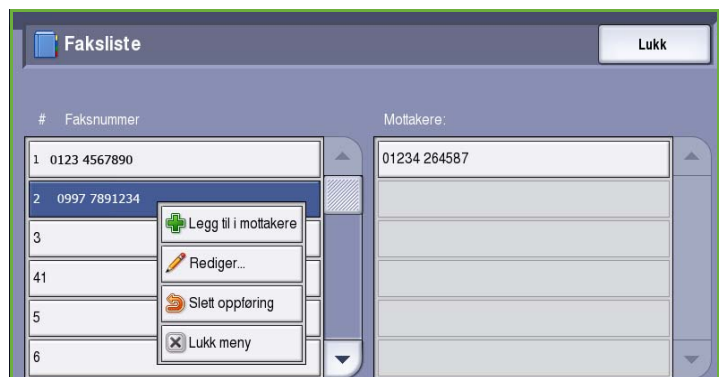 Faksliste
Lukk
# Faksnummer
Mottakere:
1 0123 4567890
01234 264587
2 0997 7891234
Legg til i mottakere
3
Rediger...
41
Slett oppføring
5
Lukk meny
6